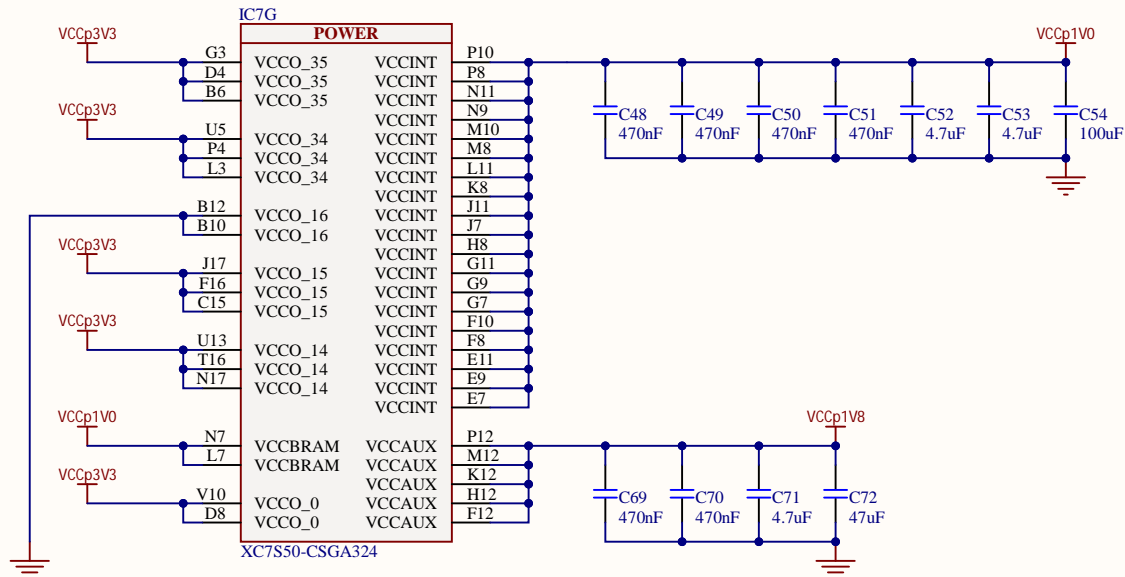 IC7G
POWER
VCCp3V3
G3 VCCO_35
D4 VCCO_35
B6 VCCO_35
VCCp3V3
U5 VCCO_34
P4 VCCO_34
L3 VCCO_34
B12 VCCO_16
B10 VCCO_16
VCCp3V3
J17 VCCO_15
F16 VCCO_15
C15 VCCO_15
VCCp3V3
U13 VCCO_14
T16 VCCO_14
N17 VCCO_14
VCCp1V0
N7 VCCBRAM
L7 VCCBRAM
VCCp3V3
V10 VCCO_0
D8 VCCO_0
VCCINT P10
VCCINT P8
VCCINT N11
VCCINT N9
VCCINT M10
VCCINT M8
VCCINT L11
VCCINT K8
VCCINT J11
VCCINT J7
VCCINT H8
VCCINT G11
VCCINT G9
VCCINT G7
VCCINT F10
VCCINT F8
VCCINT E11
VCCINT E9
VCCINT E7
VCCAUX P12
VCCAUX M12
VCCAUX K12
VCCAUX H12
VCCAUX F12
XC7S50-CSGA324
VCCp1V0
C48 C49 C50 C51 C52 C53 C54
470nF 470nF 470nF 470nF 4.7uF 4.7uF 100uF
VCCp1V8
C69 C70 C71 C72
470nF 470nF 4.7uF 47uF